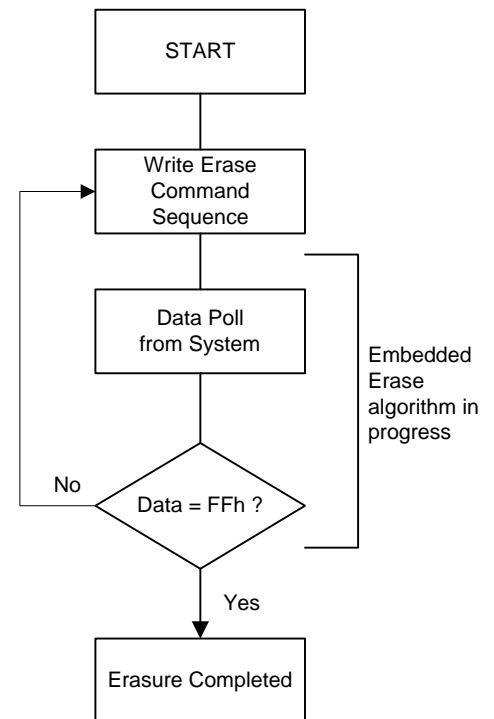 START
Write Erase
Command
Sequence
Data Poll
from System
Embedded
Erase
algorithm in
progress
No
Data = FFh ?
Yes
Erasure Completed